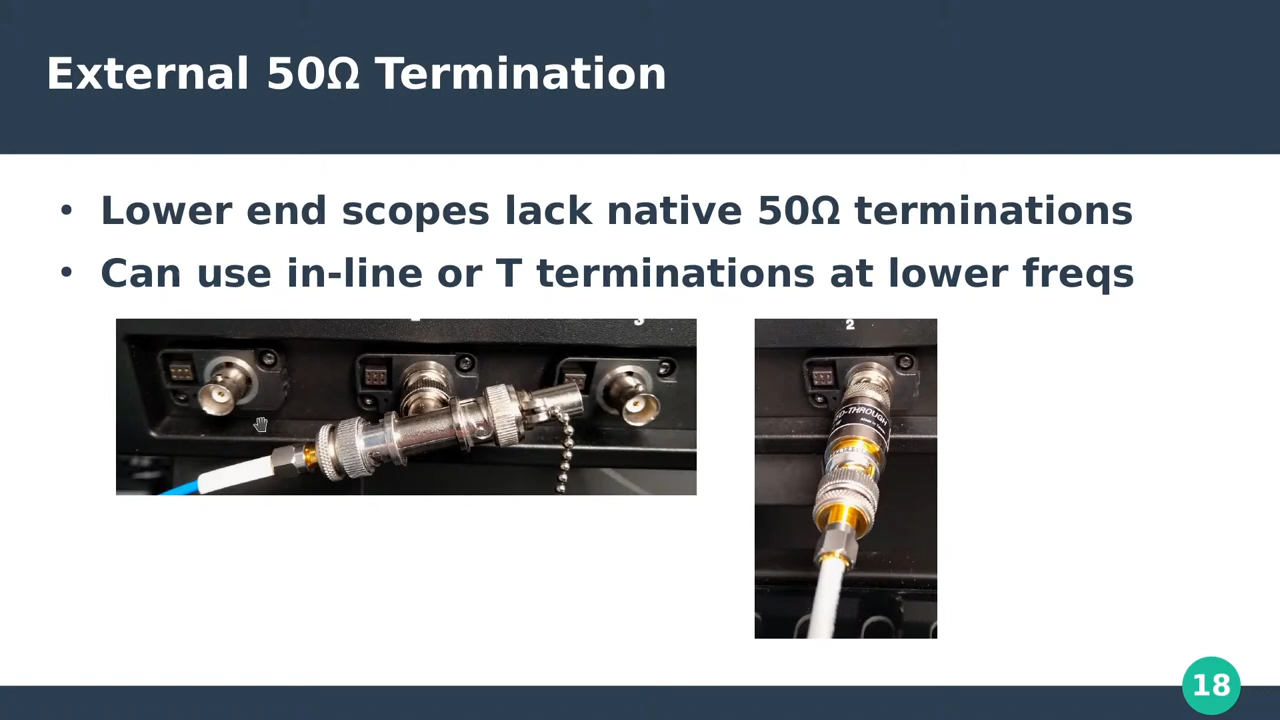 External 50Ω Termination
• Lower end scopes lack native 50Ω terminations
• Can use in-line or T terminations at lower freqs
3
2
18